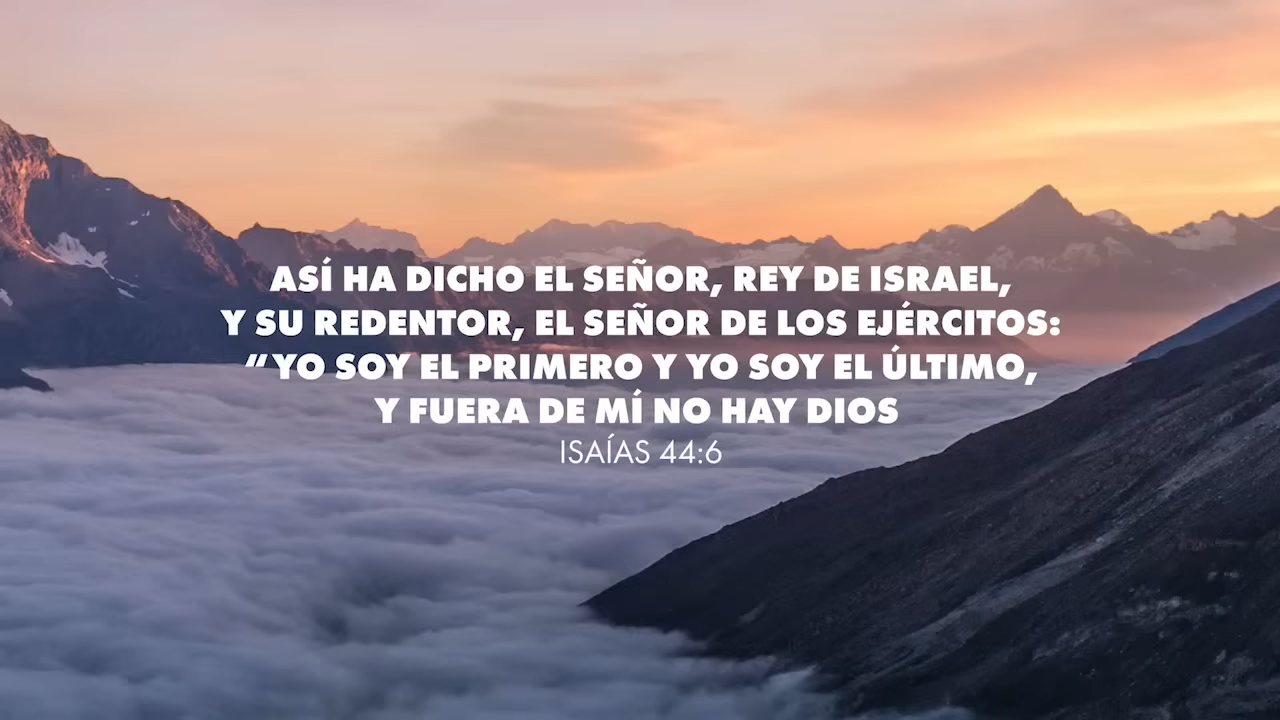 ASÍ HA DICHO EL SEÑOR, REY DE ISRAEL,
Y SU REDENTOR, EL SEÑOR DE LOS EJÉRCITOS:
“ YO SOY EL PRIMERO Y YO SOY EL ÚLTIMO,
Y FUERA DE MÍ NO HAY DIOS
ISAÍAS 44:6